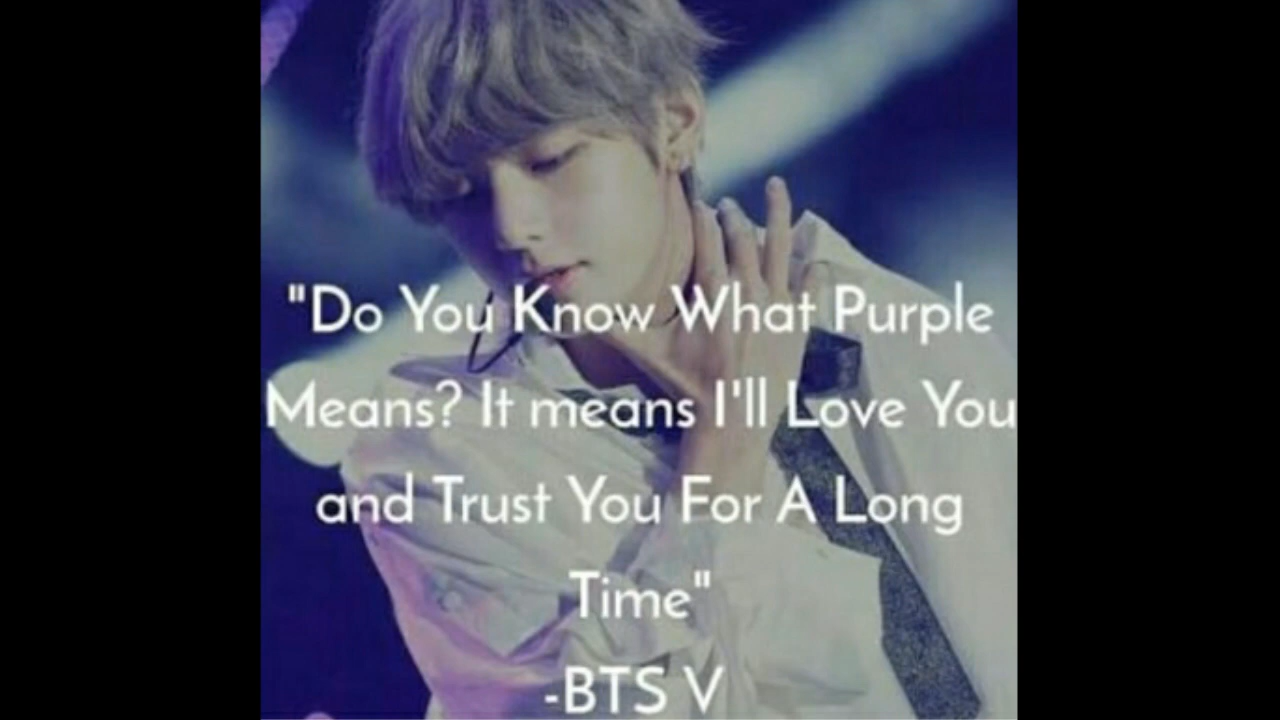 "Do You Know What Purple
Means? It means I'll Love You
and Trust You For A Long
Time"
-BTS V